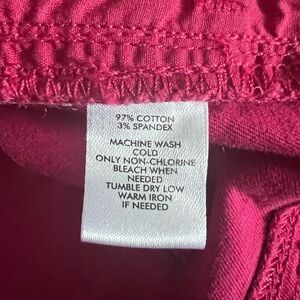 97% COTTON
3% SPANDEX
MACHINE WASH
COLD
ONLY NON-CHLORINE
BLEACH WHEN
NEEDED
TUMBLE DRY LOW
WARM IRON
IF NEEDED